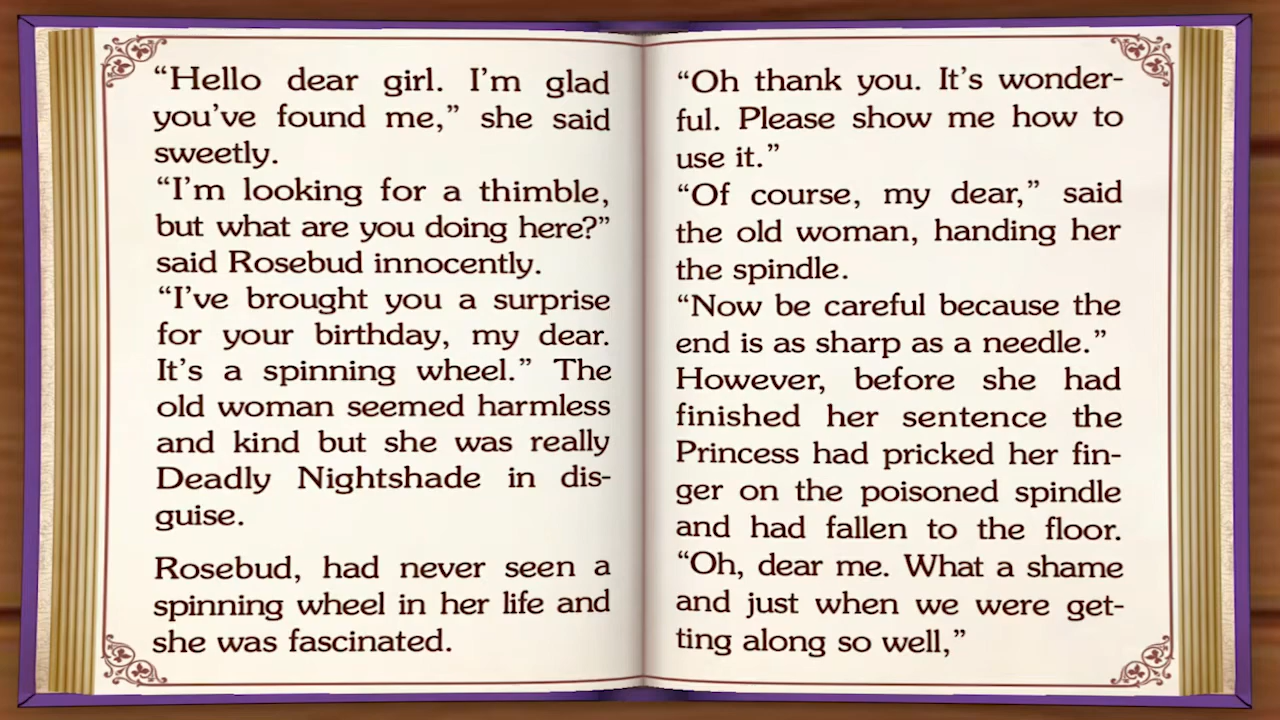 “Hello dear girl. I’m glad
you’ve found me,” she said
sweetly.
“I’m looking for a thimble,
but what are you doing here?”
said Rosebud innocently.
“I’ve brought you a surprise
for your birthday, my dear.
It’s a spinning wheel.” The
old woman seemed harmless
and kind but she was really
Deadly Nightshade in dis-
guise.
Rosebud, had never seen a
spinning wheel in her life and
she was fascinated.
“Oh thank you. It’s wonder-
ful. Please show me how to
use it.”
“Of course, my dear,” said
the old woman, handing her
the spindle.
“Now be careful because the
end is as sharp as a needle.”
However, before she had
finished her sentence the
Princess had pricked her fin-
ger on the poisoned spindle
and had fallen to the floor.
“Oh, dear me. What a shame
and just when we were get-
ting along so well,”